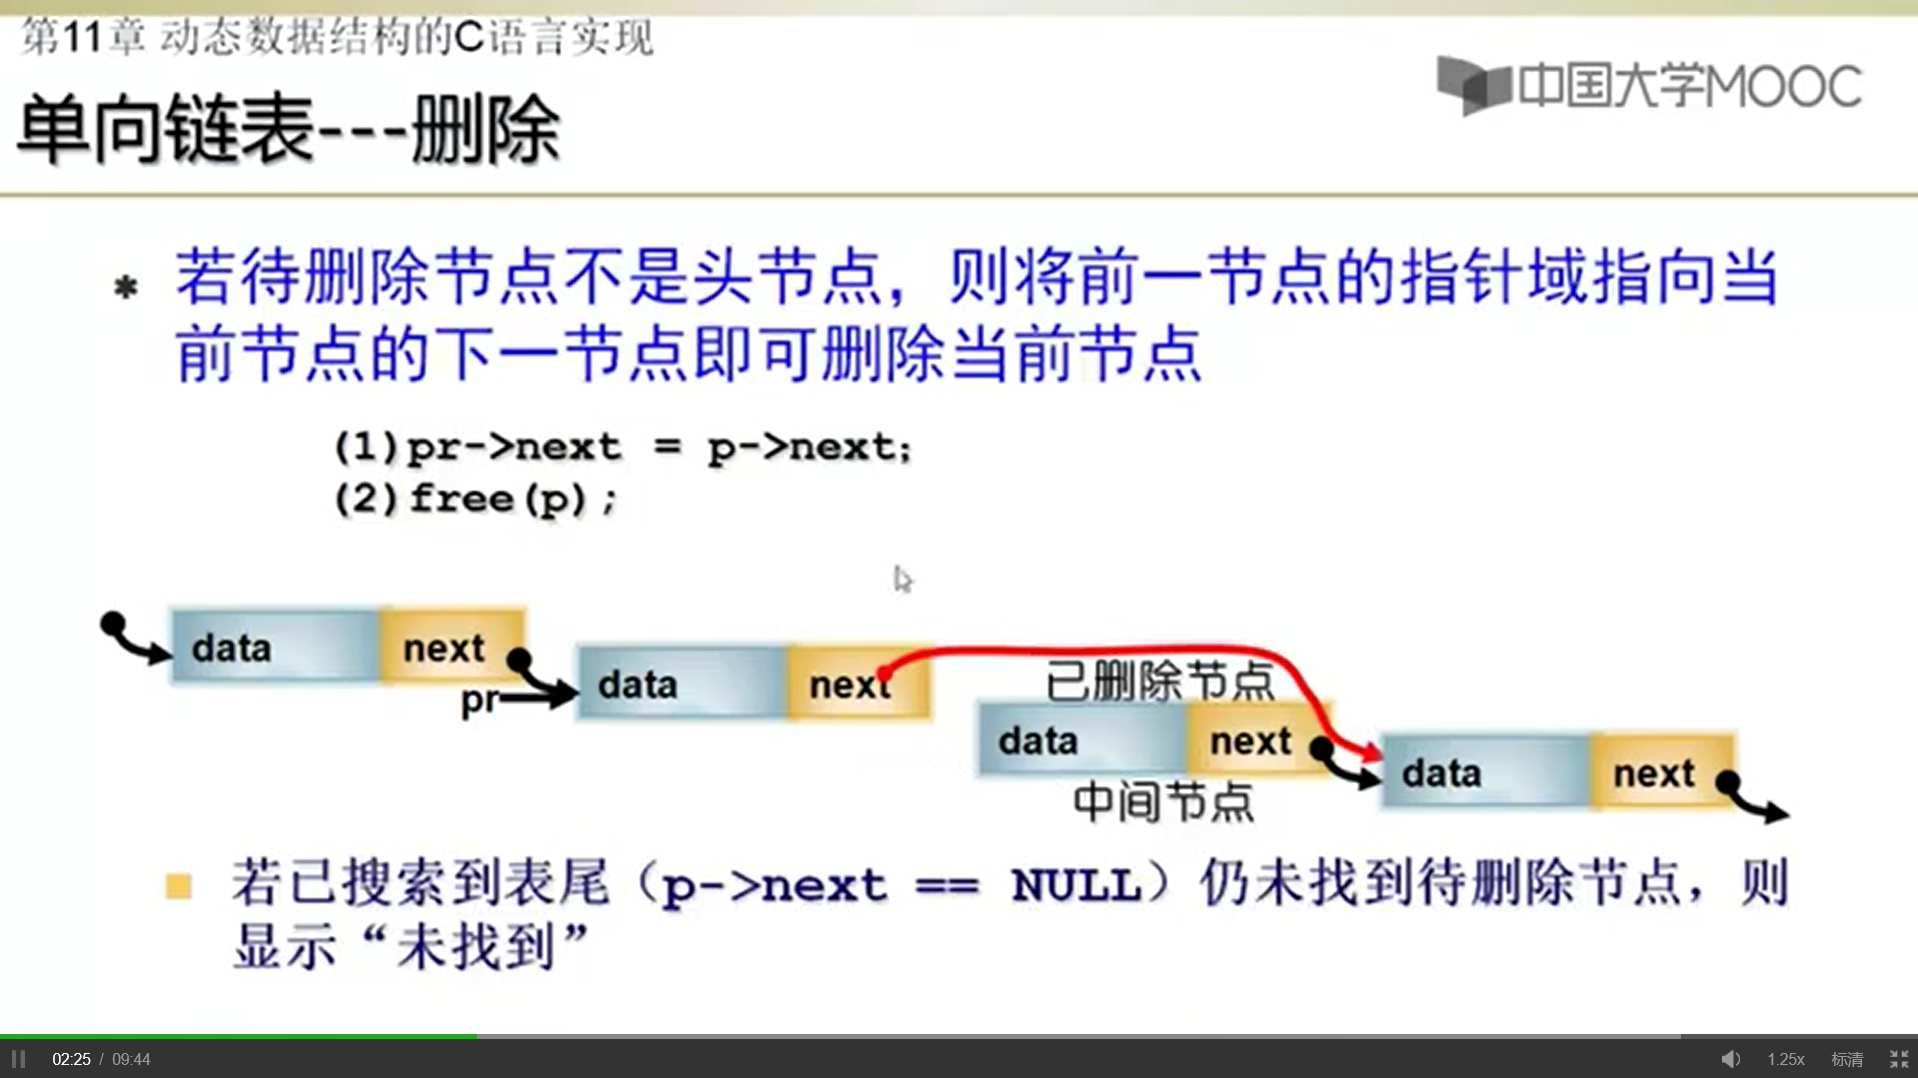 第11章 动态数据结构的C语言实现
中国大学MOOC
单向链表---删除
* 若待删除节点不是头节点，则将前一节点的指针域指向当
前节点的下一节点即可删除当前节点
(1)pr->next = p->next;
(2)free(p);
data next
pr
data next
已删除节点
data next
中间节点
data next
若已搜索到表尾（p->next == NULL）仍未找到待删除节点，则
显示“未找到”
02:25 / 09:44 1.25x 标清